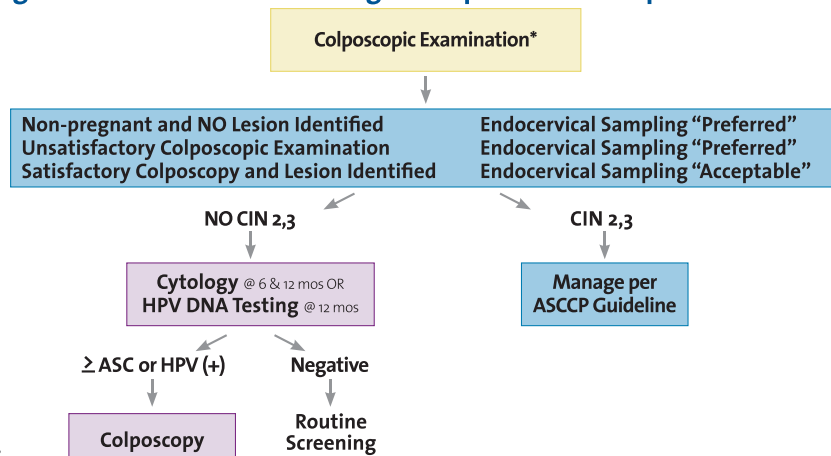 Colposcopic Examination*
Non-pregnant and NO Lesion Identified Endocervical Sampling “Preferred”
Unsatisfactory Colposcopic Examination Endocervical Sampling “Preferred”
Satisfactory Colposcopy and Lesion Identified Endocervical Sampling “Acceptable”
NO CIN 2,3 CIN 2,3
Cytology @ 6 & 12 mos OR
HPV DNA Testing @ 12 mos
Manage per
ASCCP Guideline
≥ ASC or HPV (+) Negative
Colposcopy
Routine
Screening